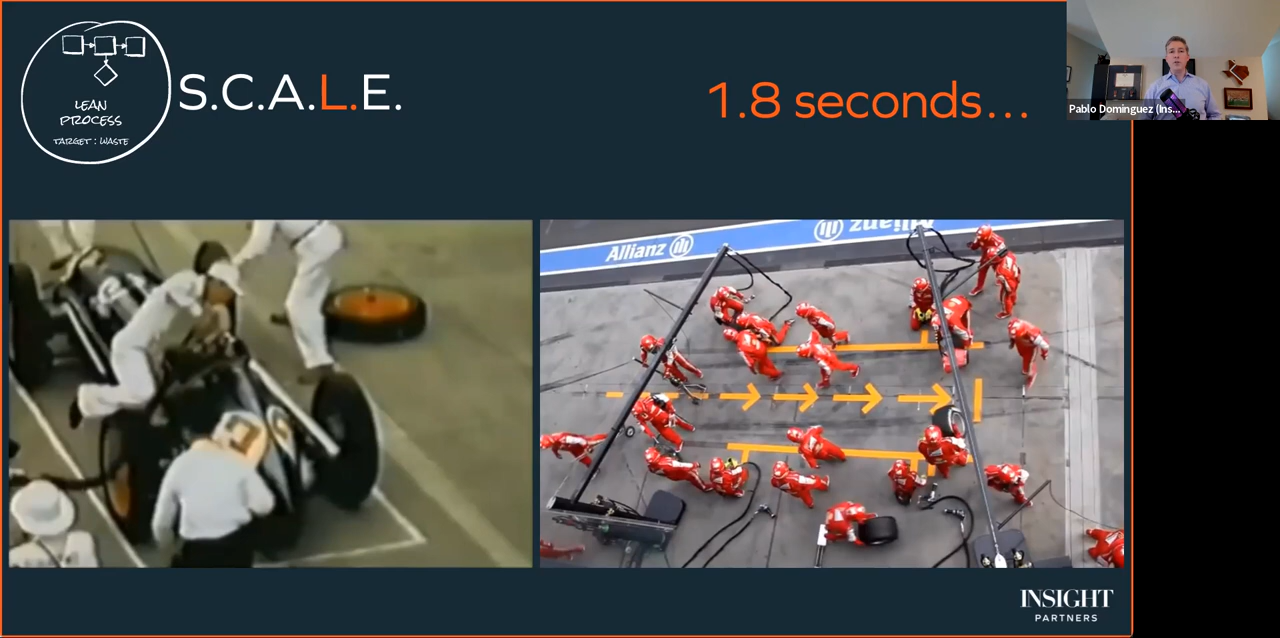 LEAN
PROCESS
TARGET : WASTE
S.C.A.L.E.
1.8 seconds...
Pablo Dominguez (Ins...
Allianz
Allianz
INSIGHT
PARTNERS